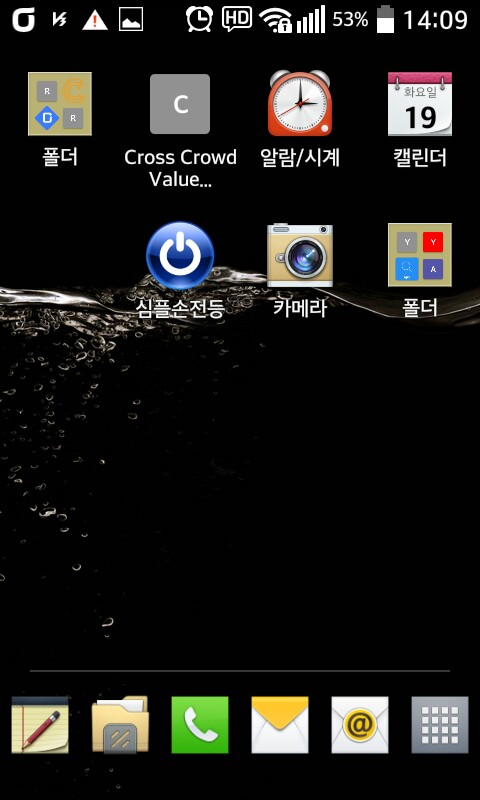 HD 53% 14:09
R
R
폴더
C
Cross Crowd
Value...
알람/시계
화요일
19
캘린더
심플손전등
카메라
Y Y
A
폴더
@